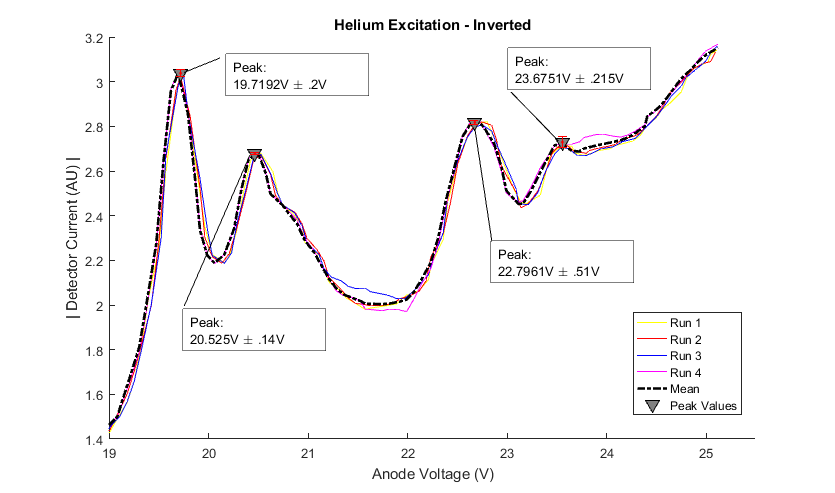 Helium Excitation - Inverted
Peak:
19.7192V ± .2V
Peak:
23.6751V ± .215V
Peak:
22.7961V ± .51V
Peak:
20.525V ± .14V
| Detector Current (AU) |
3.2
3
2.8
2.6
2.4
2.2
2
1.8
1.6
1.4
19
20
21
22
23
24
25
Anode Voltage (V)
Run 1
Run 2
Run 3
Run 4
Mean
Peak Values